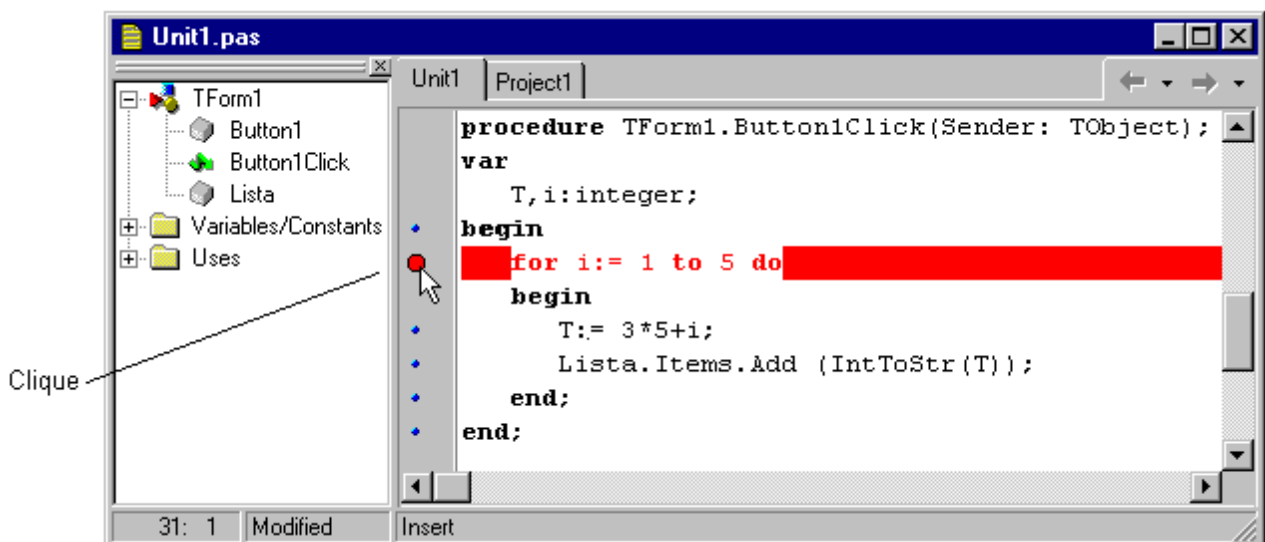 Unit1.pas
Unit1 Project1
TForm1
Button1
Button1Click
Lista
Variables/Constants
Uses
procedure TForm1.Button1Click(Sender: TObject);
var
T,i:integer;
begin
for i:= 1 to 5 do
begin
T:= 3*5+i;
Lista.Items.Add (IntToStr(T));
end;
end;
Clique
31: 1 Modified Insert